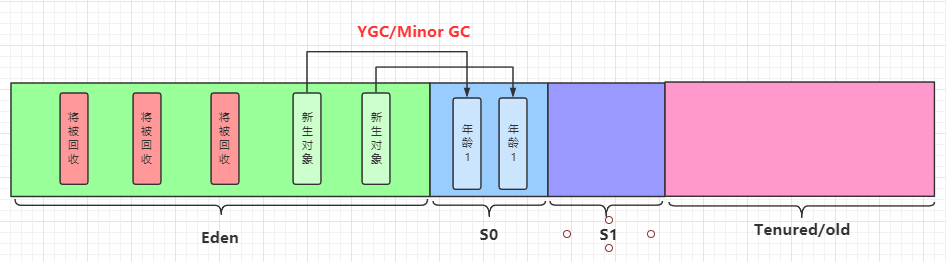 YGC/Minor GC
将被回收
将被回收
将被回收
新生对象
新生对象
年龄1
年龄1
Eden
S0
S1
Tenured/old